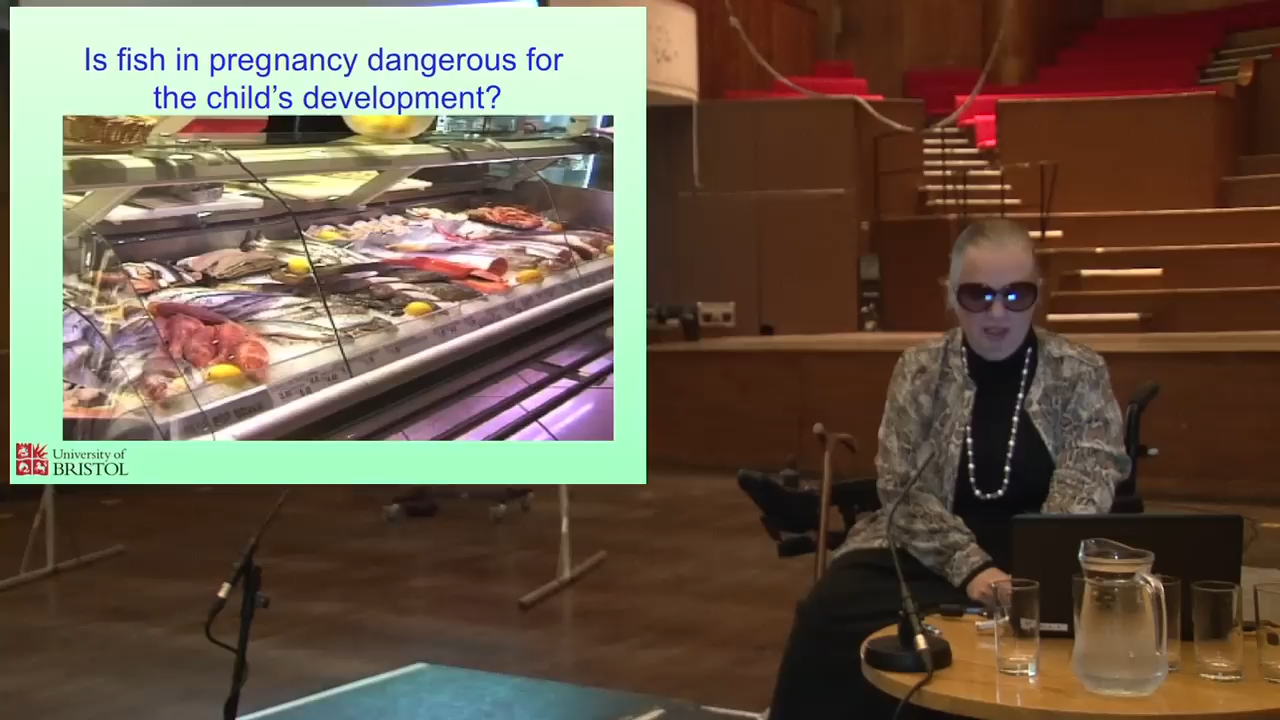 Is fish in pregnancy dangerous for
the child's development?
University of
BRISTOL